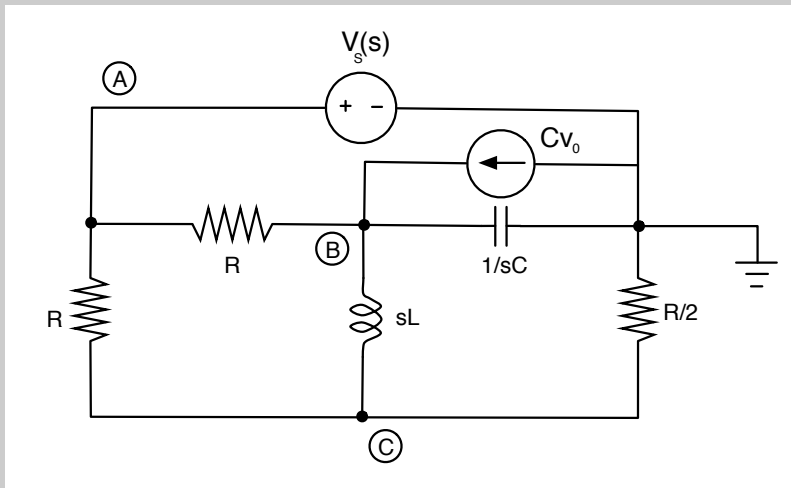 Vs(s)
A
+ −
Cv₀
B
R
1/sC
R
sL
R/2
C